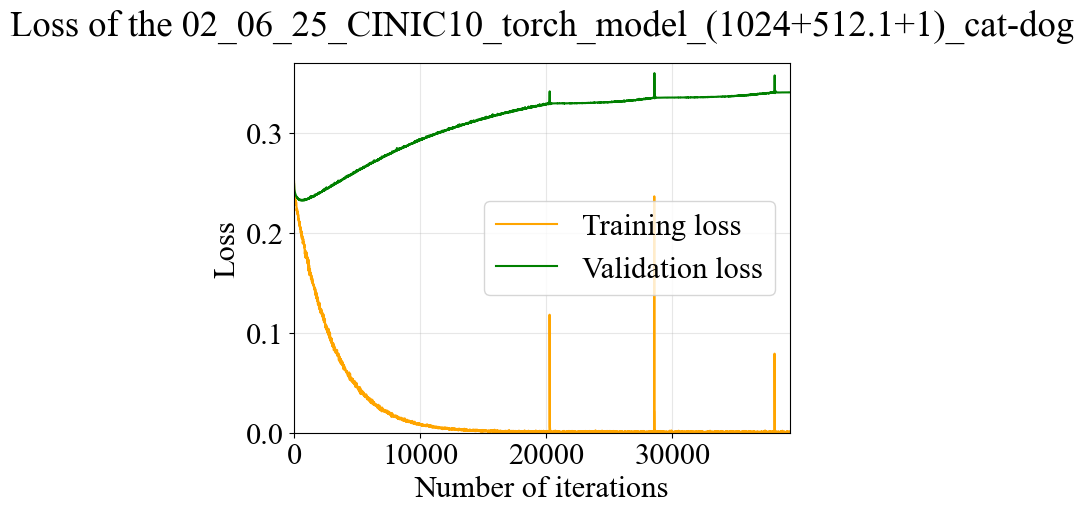 Loss of the 02_06_25_CINIC10_torch_model_(1024+512.1+1)_cat-dog
0.3
0.2
0.1
0.0
Loss
Training loss
Validation loss
0
10000
20000
30000
Number of iterations